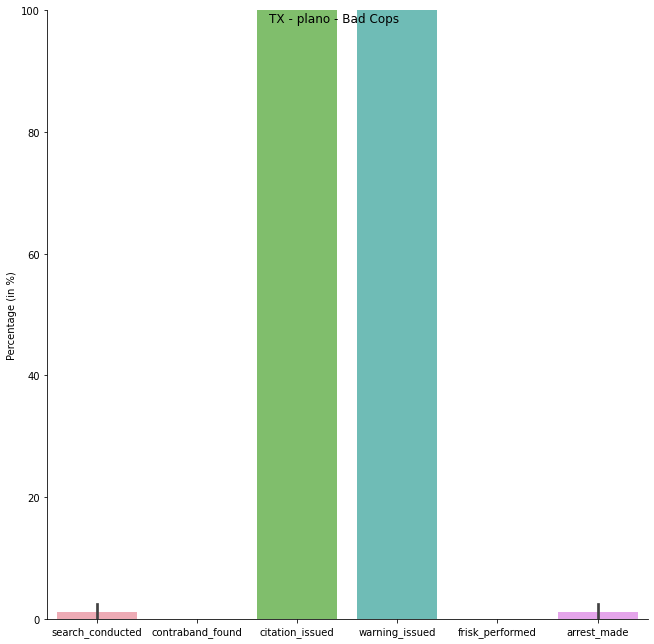 TX - plano - Bad Cops
Percentage (in %)
100
80
60
40
20
0
search_conducted contraband_found citation_issued warning_issued frisk_performed arrest_made